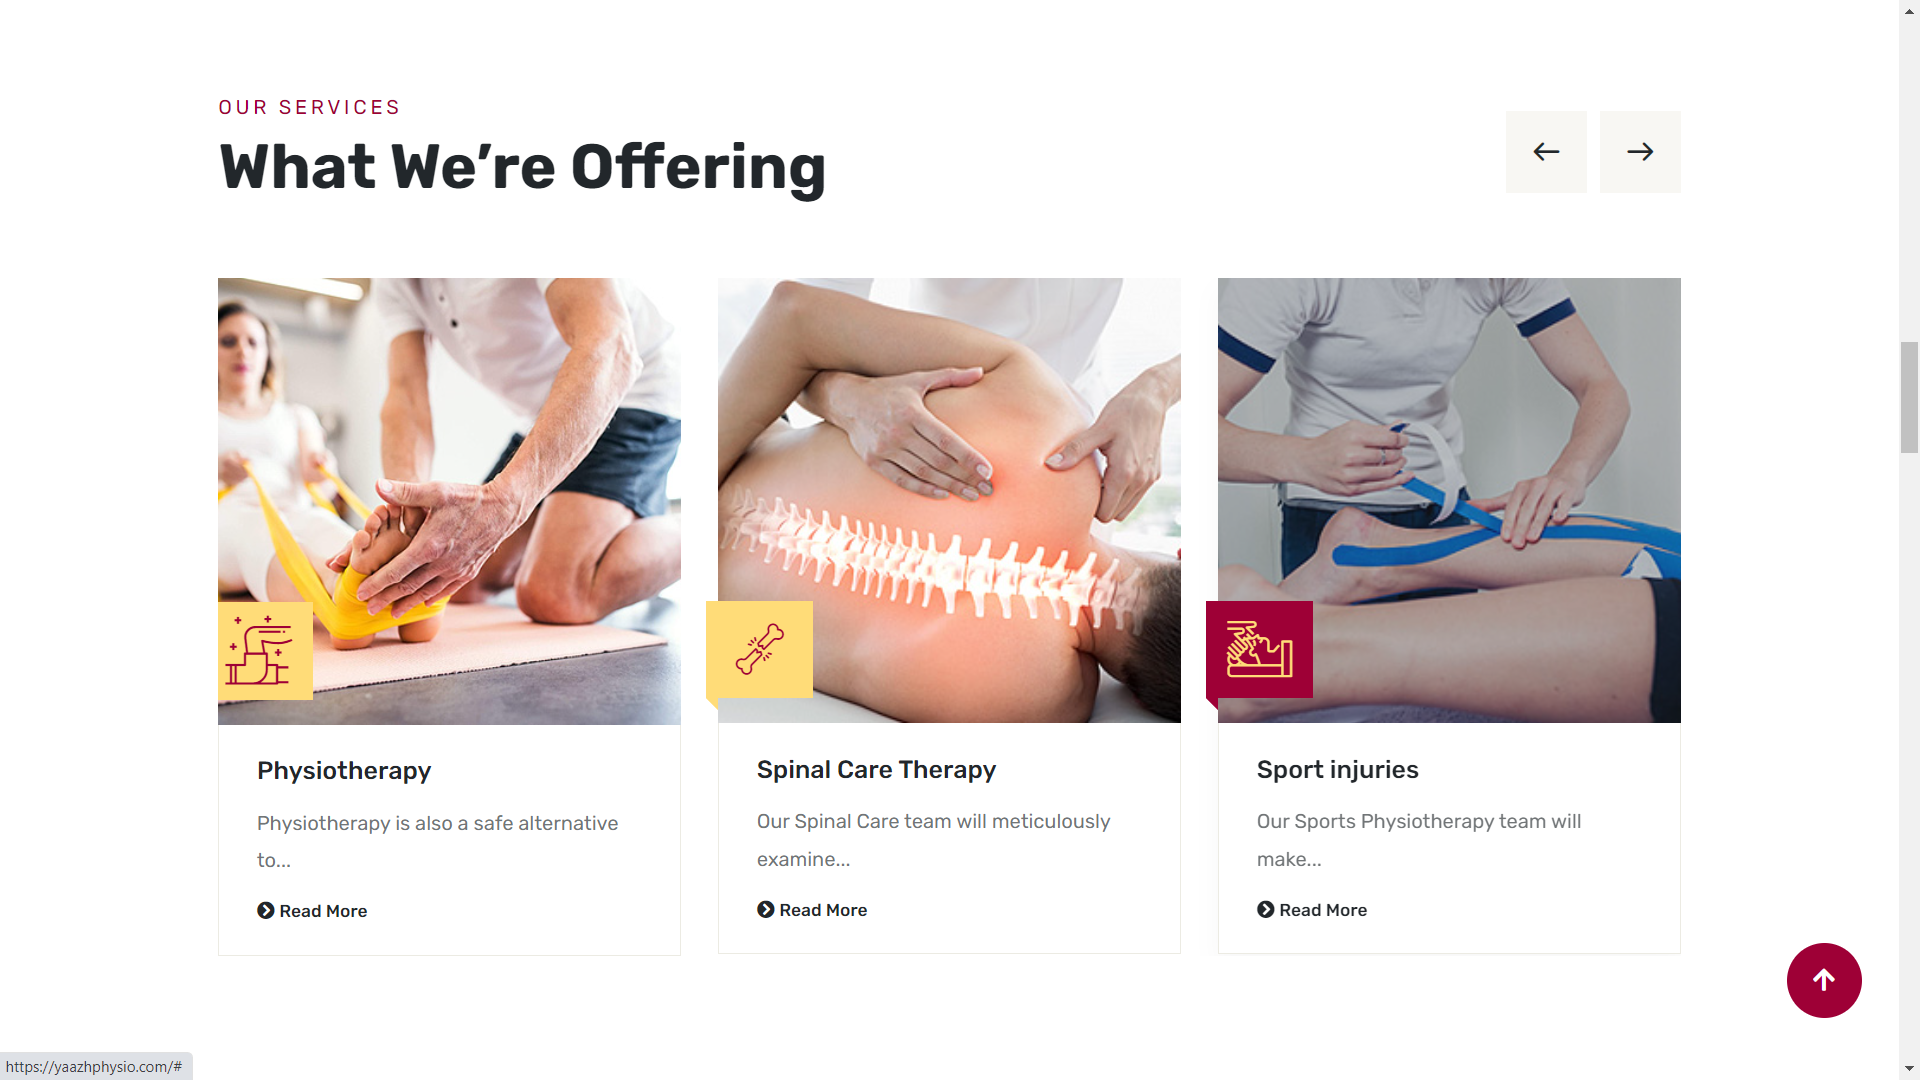 OUR SERVICES
What We’re Offering
Physiotherapy
Physiotherapy is also a safe alternative
to...
Read More
Spinal Care Therapy
Our Spinal Care team will meticulously
examine...
Read More
Sport injuries
Our Sports Physiotherapy team will
make...
Read More
https://yaazhphysio.com/#